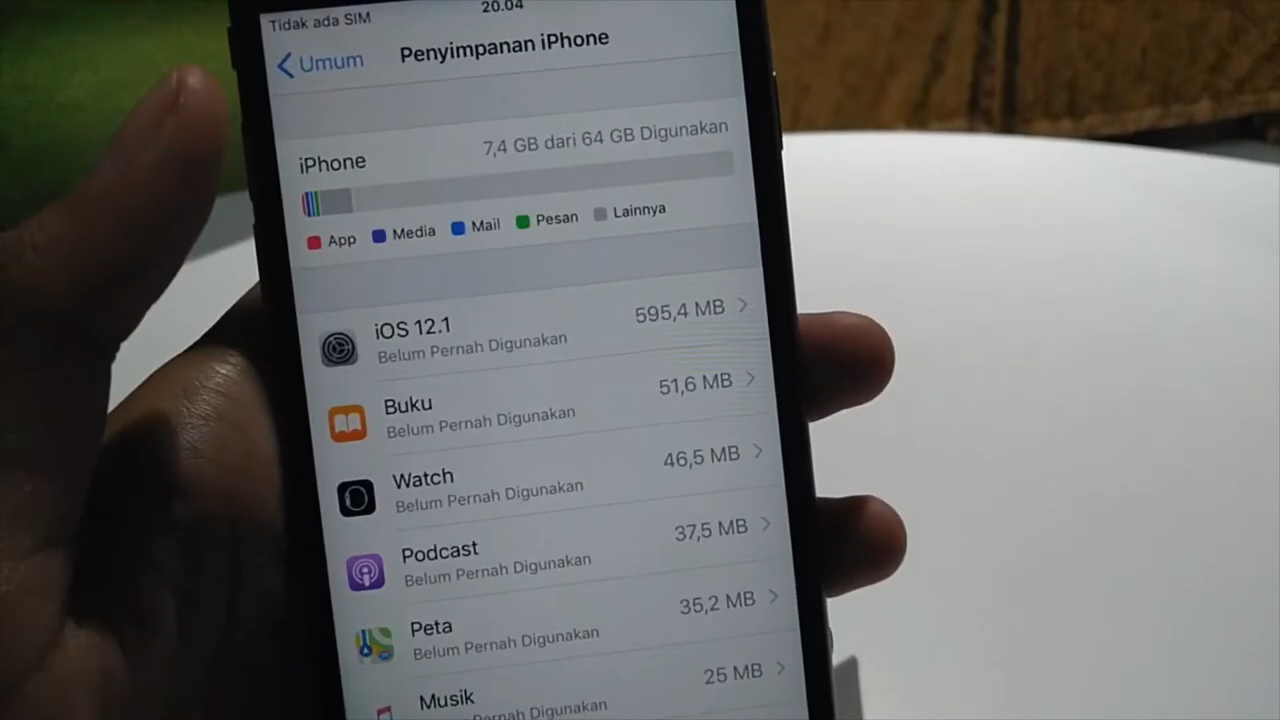 Tidak ada SIM
20.04
Umum
Penyimpanan iPhone
iPhone
7,4 GB dari 64 GB Digunakan
App
Media
Mail
Pesan
Lainnya
iOS 12.1
595,4 MB
Belum Pernah Digunakan
Buku
51,6 MB
Belum Pernah Digunakan
Watch
46,5 MB
Belum Pernah Digunakan
Podcast
37,5 MB
Belum Pernah Digunakan
Peta
35,2 MB
Belum Pernah Digunakan
Musik
25 MB
Belum Pernah Digunakan